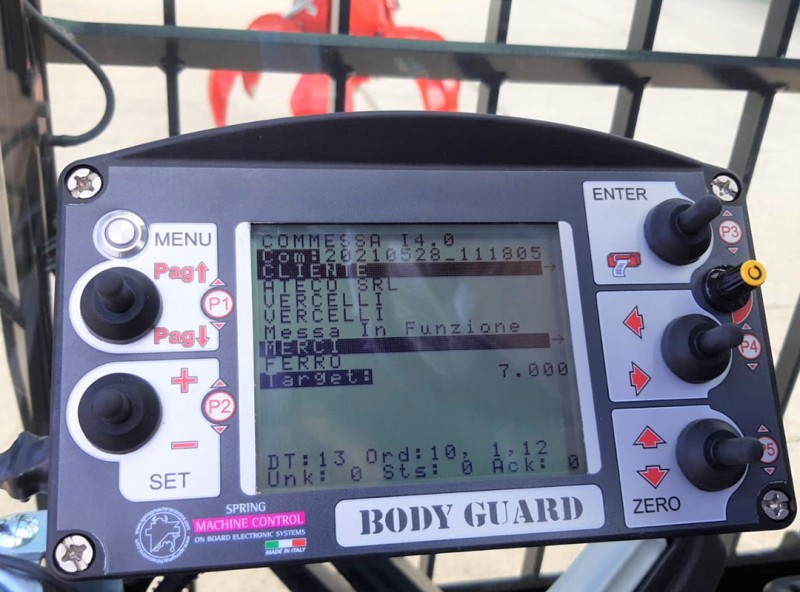 MENU
Pag↑
P1
Pag↓
P2
SET
COMMESSA I4.0
Com:20210528_111805
CLIENTE→
ATECO SRL
VERCELLI
VERCELLI
Messa In Funzione
MERCI→
FERRO
Target: 7.000
DT:13 Ord:10, 1,12
Unk: 0 Sts: 0 Ack: 0
ENTER
P3
C
P4
P5
ZERO
SPRING
MACHINE CONTROL
ON BOARD ELECTRONIC SYSTEMS
MADE IN ITALY
BODY GUARD